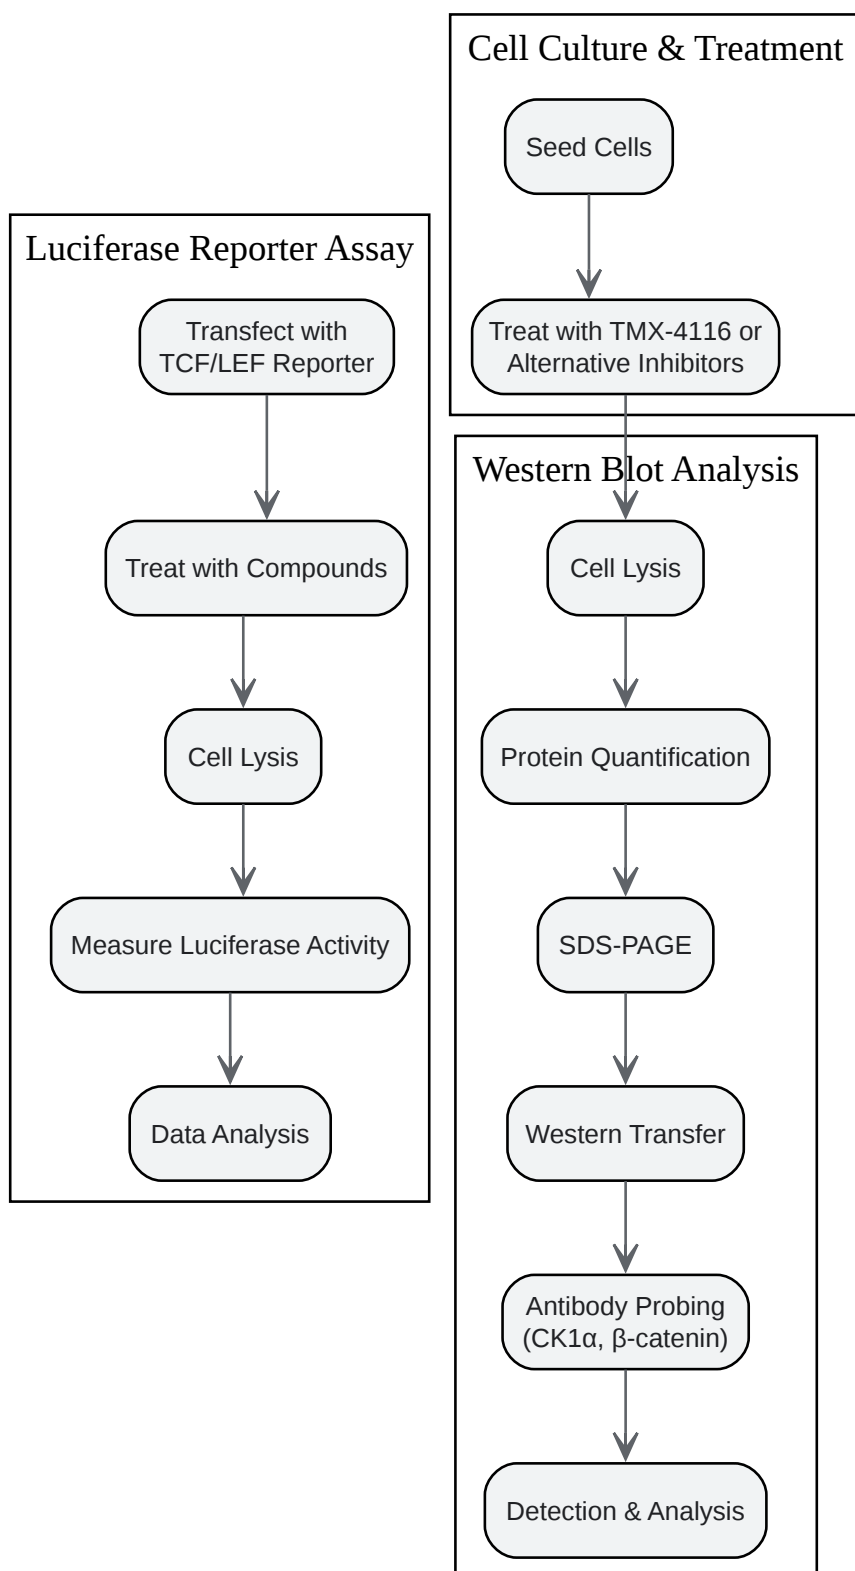 Cell Culture & Treatment
Seed Cells
Treat with TMX-4116 or
Alternative Inhibitors
Luciferase Reporter Assay
Transfect with
TCF/LEF Reporter
Treat with Compounds
Cell Lysis
Measure Luciferase Activity
Data Analysis
Western Blot Analysis
Cell Lysis
Protein Quantification
SDS-PAGE
Western Transfer
Antibody Probing
(CK1α, β-catenin)
Detection & Analysis